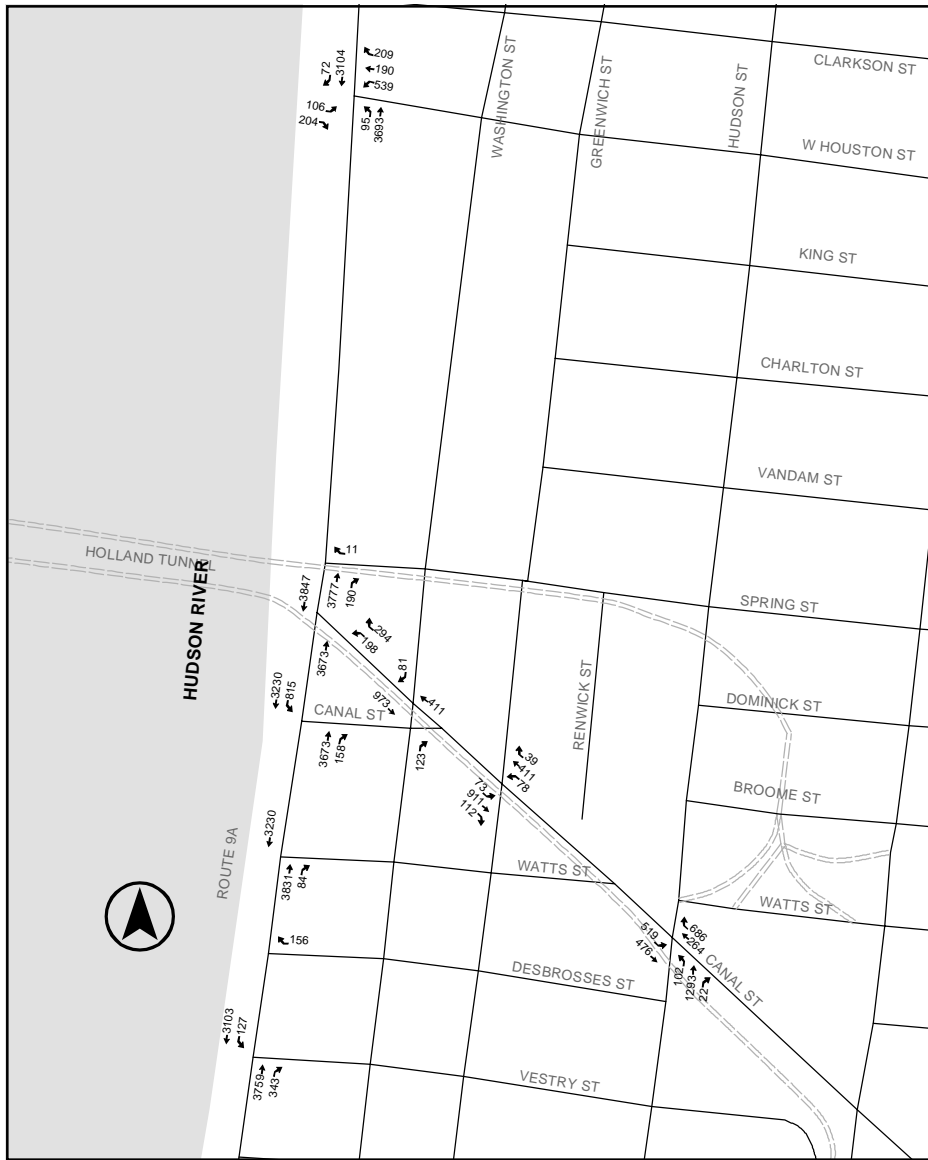 CLARKSON ST
WASHINGTON ST
GREENWICH ST
HUDSON ST
209
190
539
72
3104
106
204
95
3693
W HOUSTON ST
KING ST
CHARLTON ST
VANDAM ST
HOLLAND TUNNEL
HUDSON RIVER
11
3847
3777
190
SPRING ST
294
198
3673
81
973
411
3230
815
CANAL ST
RENWICK ST
DOMINICK ST
3673
158
123
39
411
78
73
911
112
BROOME ST
3230
ROUTE 9A
3831
84
WATTS ST
WATTS ST
156
519
476
686
264
102
1293
22
CANAL ST
DESBROSSES ST
3103
127
3759
343
VESTRY ST